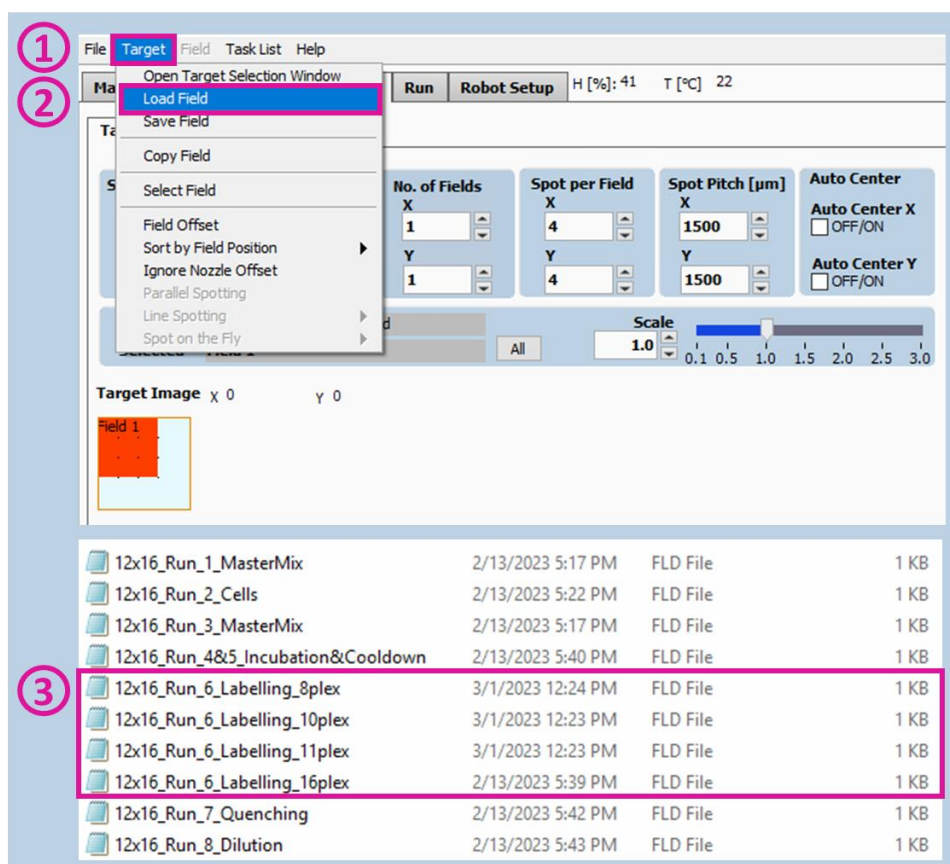 1
File Target Field Task List Help
2
Ma Run Robot Setup H [%]: 41 T [°C] 22
Open Target Selection Window
Load Field
Save Field
Copy Field
Select Field
Field Offset
Sort by Field Position
Ignore Nozzle Offset
Parallel Spotting
Line Spotting
Spot on the Fly
Ta
S
No. of Fields
X
1
Y
1
Spot per Field
X
4
Y
4
Spot Pitch [µm]
X
1500
Y
1500
Auto Center
Auto Center X
OFF/ON
Auto Center Y
OFF/ON
d
All
Scale
1.0
0.1 0.5 1.0 1.5 2.0 2.5 3.0
Target Image X 0 Y 0
Field 1
12x16_Run_1_MasterMix 2/13/2023 5:17 PM FLD File 1 KB
12x16_Run_2_Cells 2/13/2023 5:22 PM FLD File 1 KB
12x16_Run_3_MasterMix 2/13/2023 5:17 PM FLD File 1 KB
12x16_Run_4&5_Incubation&Cooldown 2/13/2023 5:40 PM FLD File 1 KB
3
12x16_Run_6_Labelling_8plex 3/1/2023 12:24 PM FLD File 1 KB
12x16_Run_6_Labelling_10plex 3/1/2023 12:23 PM FLD File 1 KB
12x16_Run_6_Labelling_11plex 3/1/2023 12:23 PM FLD File 1 KB
12x16_Run_6_Labelling_16plex 2/13/2023 5:39 PM FLD File 1 KB
12x16_Run_7_Quenching 2/13/2023 5:42 PM FLD File 1 KB
12x16_Run_8_Dilution 2/13/2023 5:43 PM FLD File 1 KB